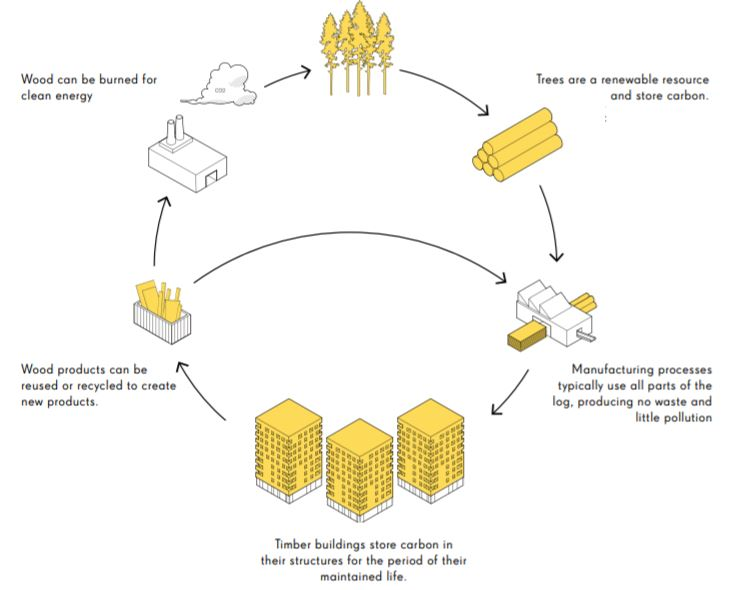 Wood can be burned for
clean energy
Trees are a renewable resource
and store carbon.
:
Wood products can be
reused or recycled to create
new products.
Manufacturing processes
typically use all parts of the
log, producing no waste and
little pollution
Timber buildings store carbon in
their structures for the period of their
maintained life.